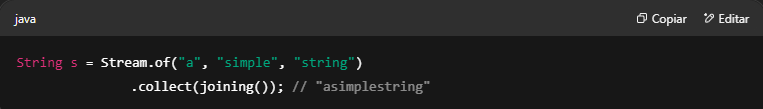 java Copiar Editar
String s = Stream.of("a", "simple", "string")
.collect(joining()); // "asimplestring"